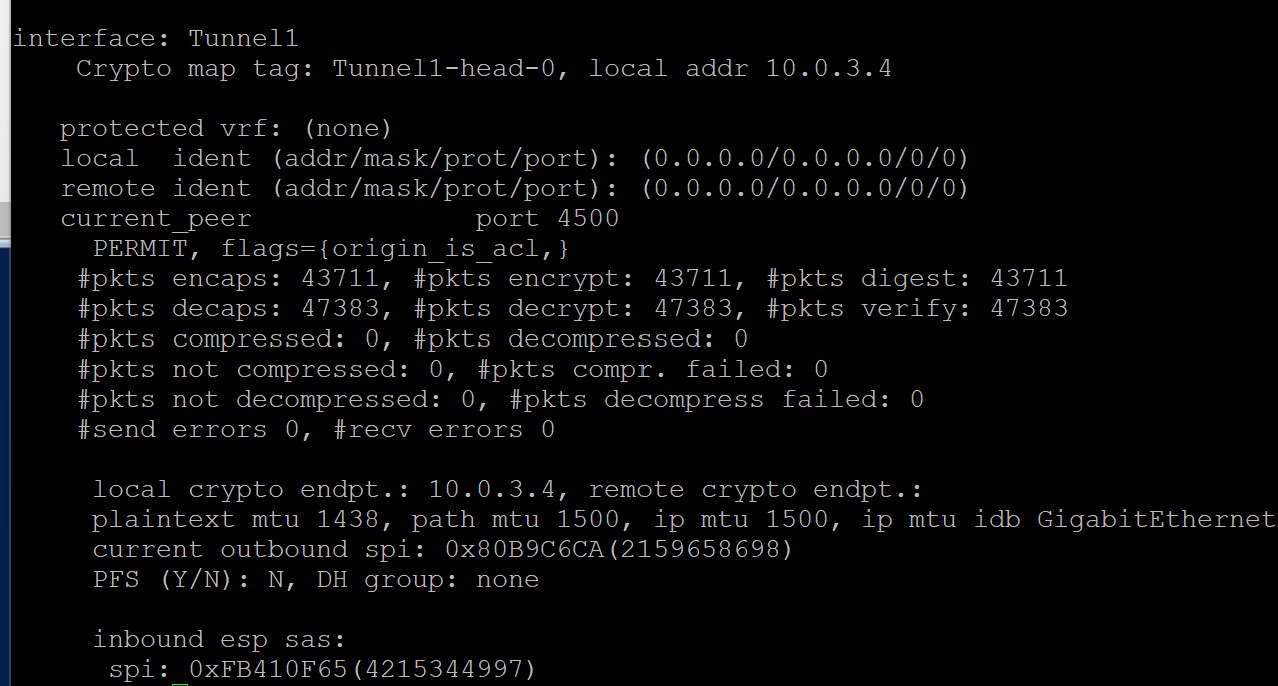 interface: Tunnel1
Crypto map tag: Tunnel1-head-0, local addr 10.0.3.4
protected vrf: (none)
local  ident (addr/mask/prot/port): (0.0.0.0/0.0.0.0/0/0)
remote ident (addr/mask/prot/port): (0.0.0.0/0.0.0.0/0/0)
current_peer port 4500
PERMIT, flags={origin_is_acl,}
#pkts encaps: 43711, #pkts encrypt: 43711, #pkts digest: 43711
#pkts decaps: 47383, #pkts decrypt: 47383, #pkts verify: 47383
#pkts compressed: 0, #pkts decompressed: 0
#pkts not compressed: 0, #pkts compr. failed: 0
#pkts not decompressed: 0, #pkts decompress failed: 0
#send errors 0, #recv errors 0
local crypto endpt.: 10.0.3.4, remote crypto endpt.:
plaintext mtu 1438, path mtu 1500, ip mtu 1500, ip mtu idb GigabitEthernet
current outbound spi: 0x80B9C6CA(2159658698)
PFS (Y/N): N, DH group: none
inbound esp sas:
spi: 0xFB410F65(4215344997)